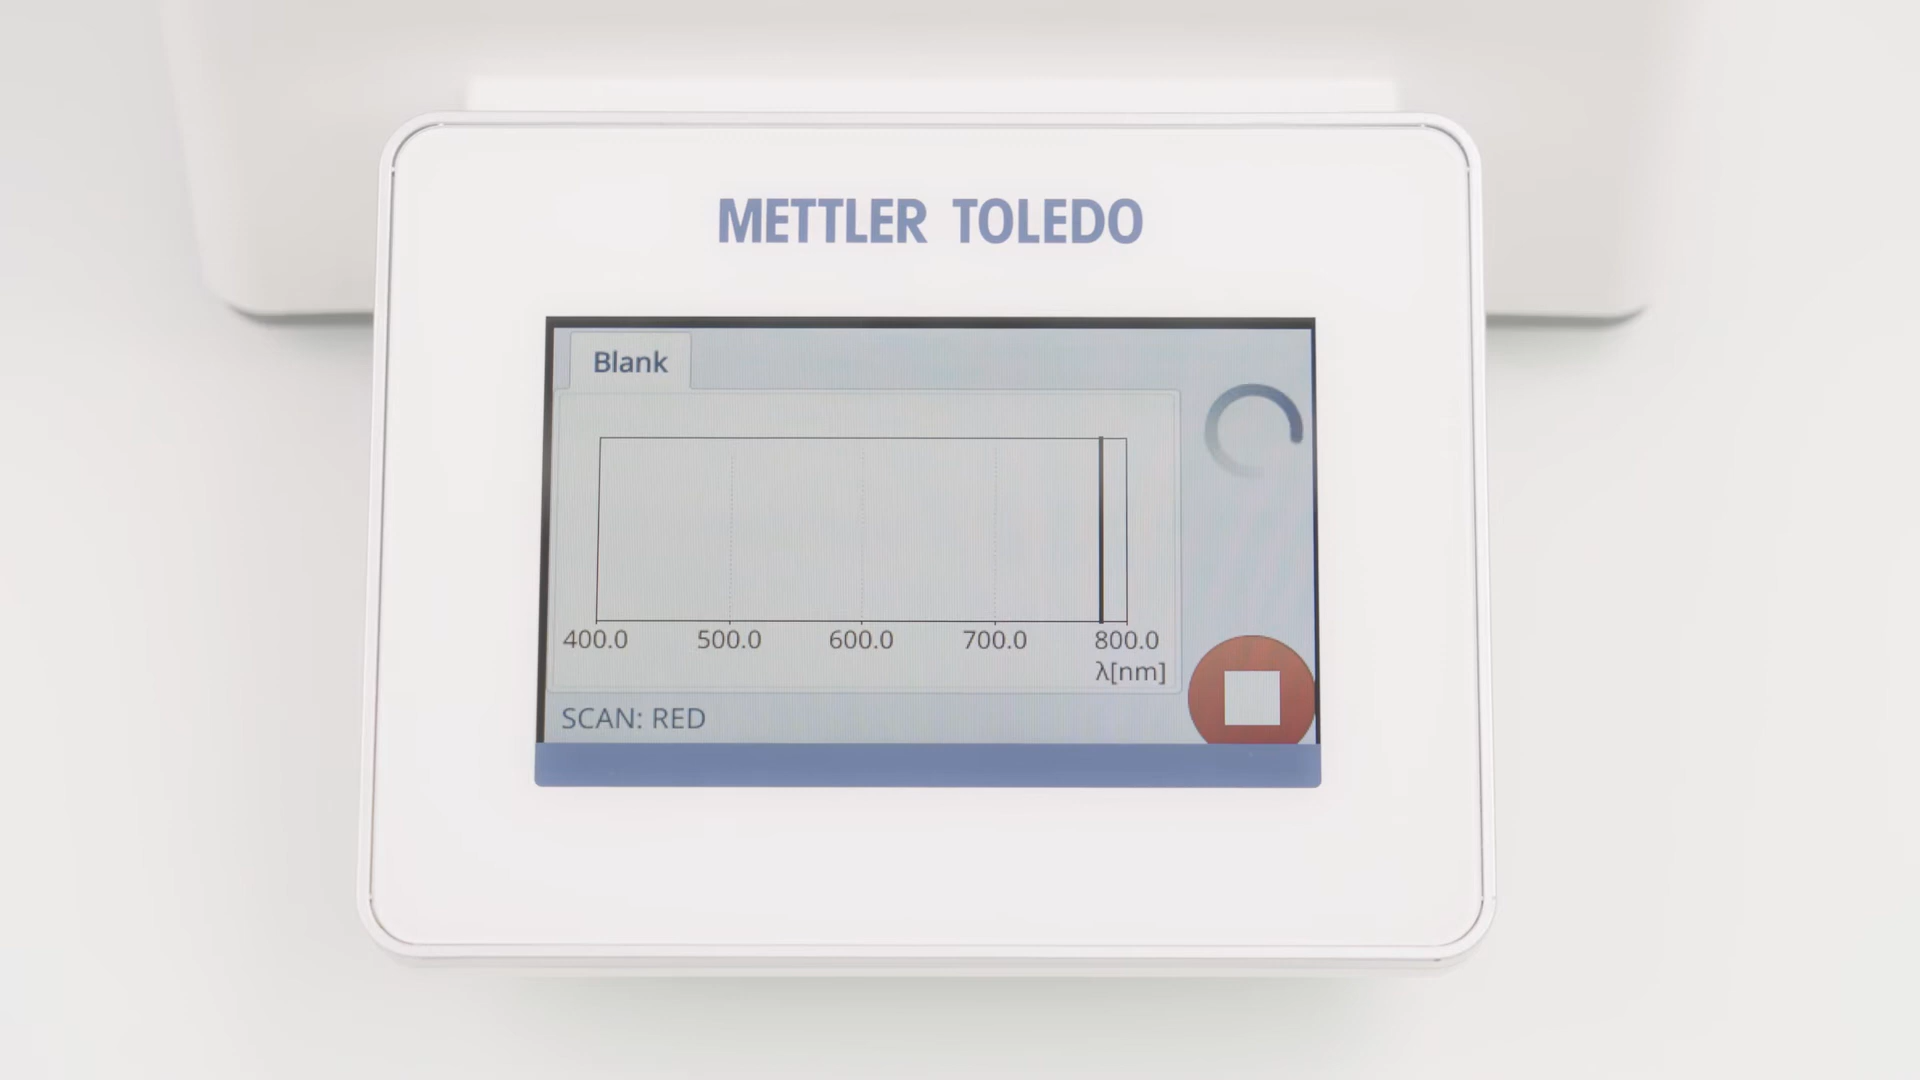 METTLER TOLEDO
Blank
400.0 500.0 600.0 700.0 800.0
λ[nm]
SCAN: RED